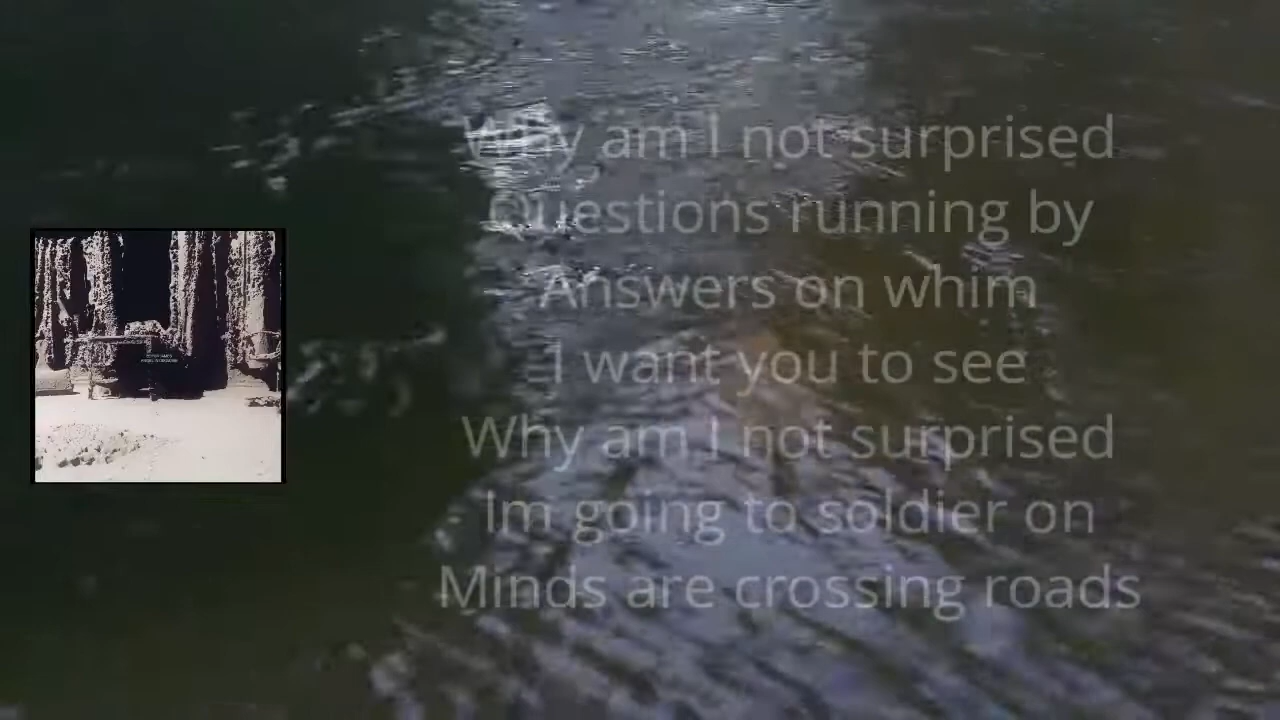 Why am I not surprised
Questions running by
Answers on whim
I want you to see
Why am I not surprised
Im going to soldier on
Minds are crossing roads